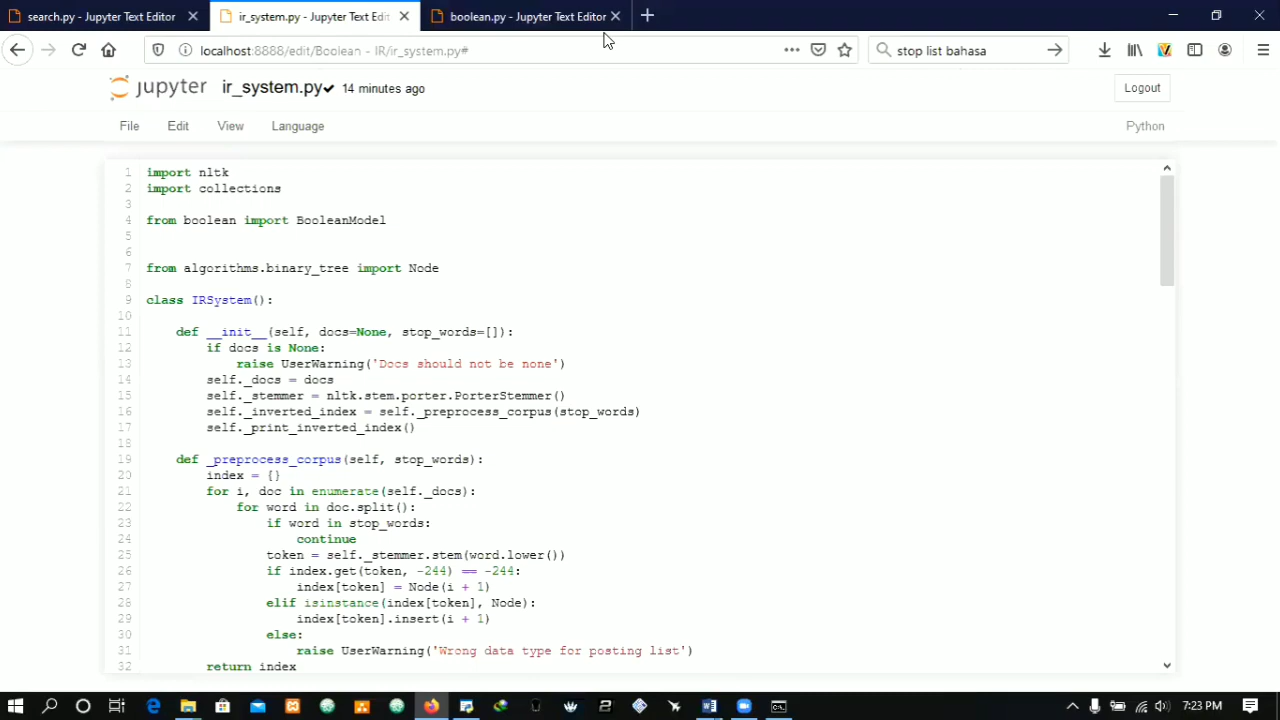 search.py - Jupyter Text Editor
ir_system.py - Jupyter Text Edit
boolean.py - Jupyter Text Editor
localhost:8888/edit/Boolean - IR/ir_system.py#
stop list bahasa
jupyter ir_system.py✔ 14 minutes ago
Logout
File Edit View Language
Python
1 import nltk
2 import collections
3
4 from boolean import BooleanModel
5
6
7 from algorithms.binary_tree import Node
8
9 class IRSystem():
10
11     def __init__(self, docs=None, stop_words=[]):
12         if docs is None:
13             raise UserWarning('Docs should not be none')
14         self._docs = docs
15         self._stemmer = nltk.stem.porter.PorterStemmer()
16         self._inverted_index = self._preprocess_corpus(stop_words)
17         self._print_inverted_index()
18
19     def _preprocess_corpus(self, stop_words):
20         index = {}
21         for i, doc in enumerate(self._docs):
22             for word in doc.split():
23                 if word in stop_words:
24                     continue
25                 token = self._stemmer.stem(word.lower())
26                 if index.get(token, -244) == -244:
27                     index[token] = Node(i + 1)
28                 elif isinstance(index[token], Node):
29                     index[token].insert(i + 1)
30                 else:
31                     raise UserWarning('Wrong data type for posting list')
32         return index
7:23 PM